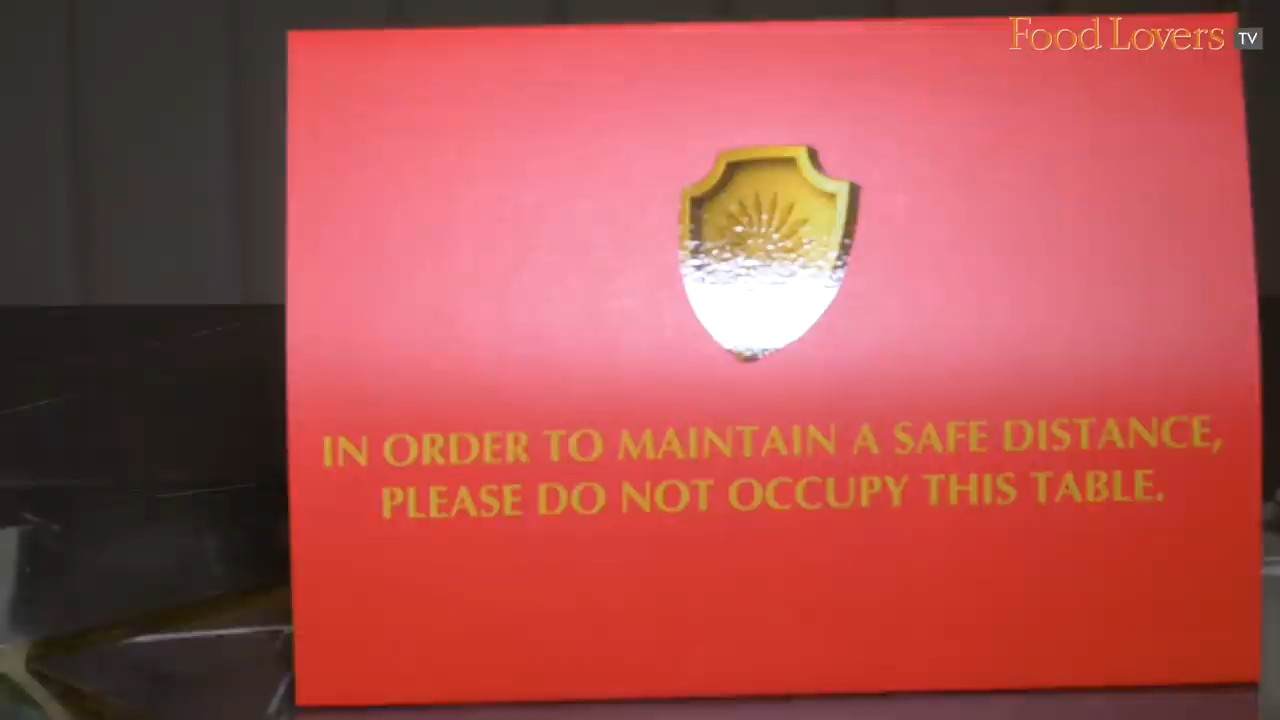 Food Lovers TV
IN ORDER TO MAINTAIN A SAFE DISTANCE,
PLEASE DO NOT OCCUPY THIS TABLE.